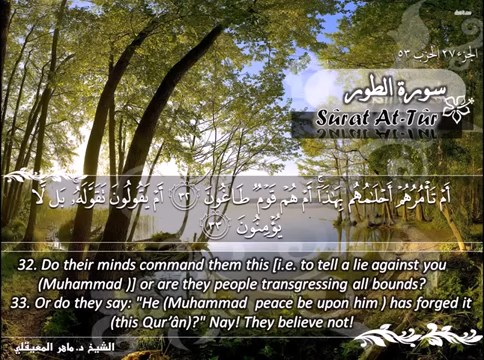 الجزء ٢٧ الحزب ٥٣
سورة الطور
Sûrat At-Tûr
أَمْ تَأْمُرُهُمْ أَحْلَٰمُهُم بِهَٰذَآ ۚ أَمْ هُمْ قَوْمٌ طَاغُونَ ٣٢ أَمْ يَقُولُونَ تَقَوَّلَهُۥ ۚ بَل لَّا
يُؤْمِنُونَ ٣٣
32. Do their minds command them this [i.e. to tell a lie against you
(Muhammad )] or are they people transgressing all bounds?
33. Or do they say: "He (Muhammad peace be upon him ) has forged it
(this Qur’ân)?" Nay! They believe not!
الشيخ د. ماهر المعيقلي